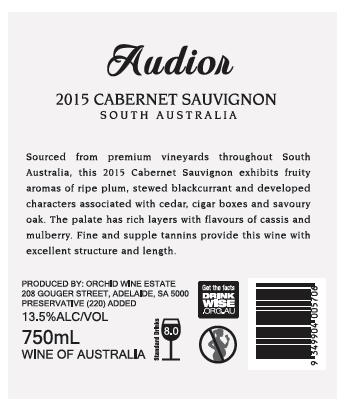 Audior
2015 CABERNET SAUVIGNON
SOUTH AUSTRALIA
Sourced from premium vineyards throughout South
Australia, this 2015 Cabernet Sauvignon exhibits fruity
aromas of ripe plum, stewed blackcurrant and developed
characters associated with cedar, cigar boxes and savoury
oak. The palate has rich layers with flavours of cassis and
mulberry. Fine and supple tannins provide this wine with
excellent structure and length.
PRODUCED BY: ORCHID WINE ESTATE
208 GOUGER STREET, ADELAIDE, SA 5000
PRESERVATIVE (220) ADDED
13.5%ALC/VOL
750mL
WINE OF AUSTRALIA
Standard Drinks
8.0
Get the facts
DRINK
WISE
.ORG.AU
9 349904 005706